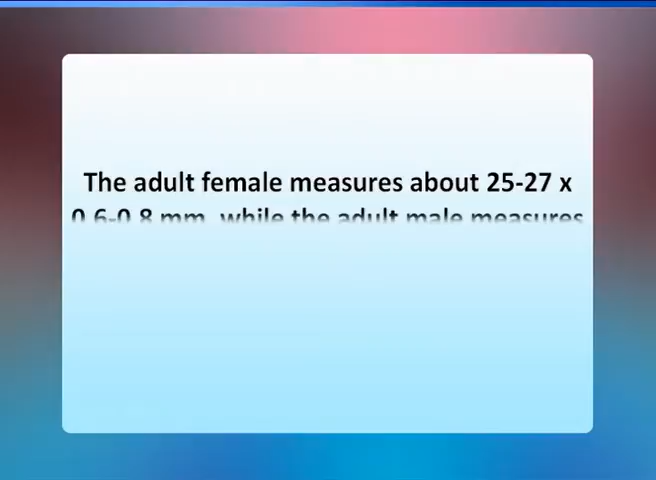 The adult female measures about 25-27 x
0.6-0.8 mm, while the adult male measures